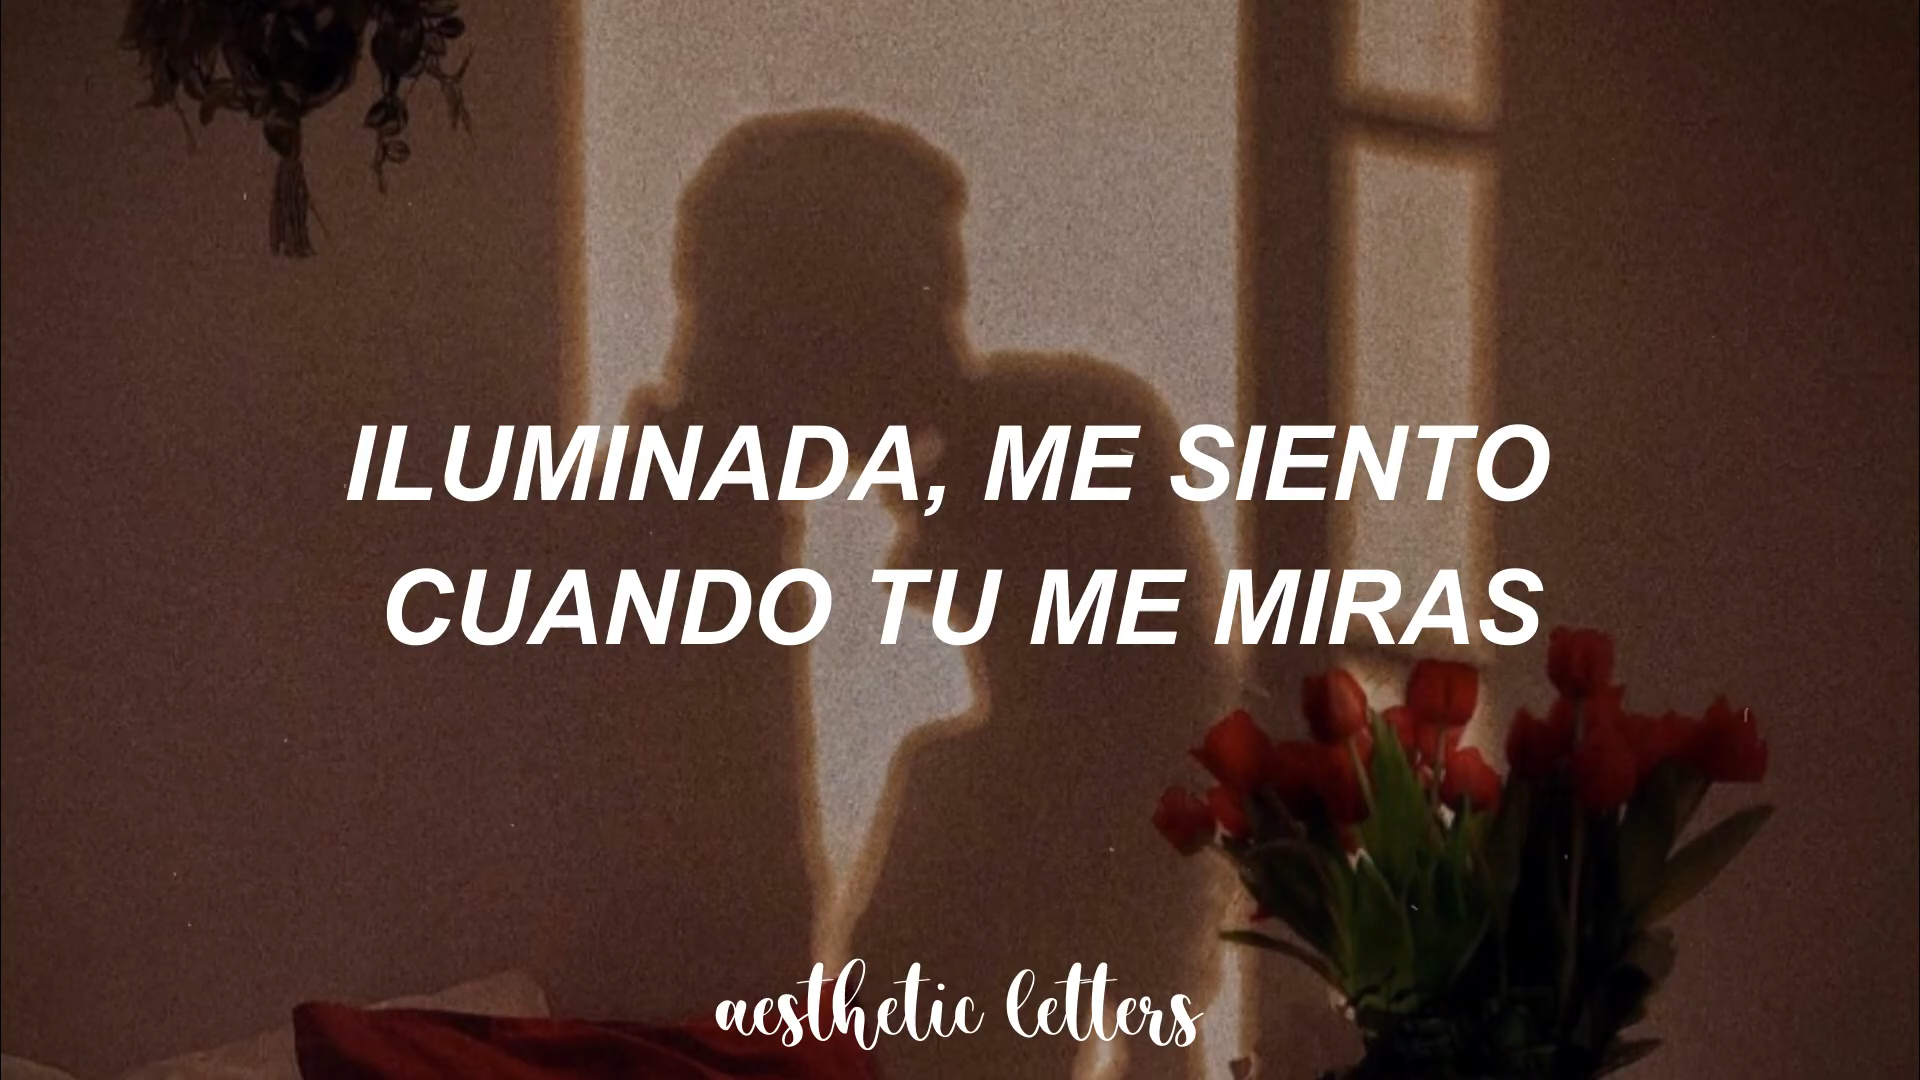 ILUMINADA, ME SIENTO
CUANDO TU ME MIRAS
aesthetic letters